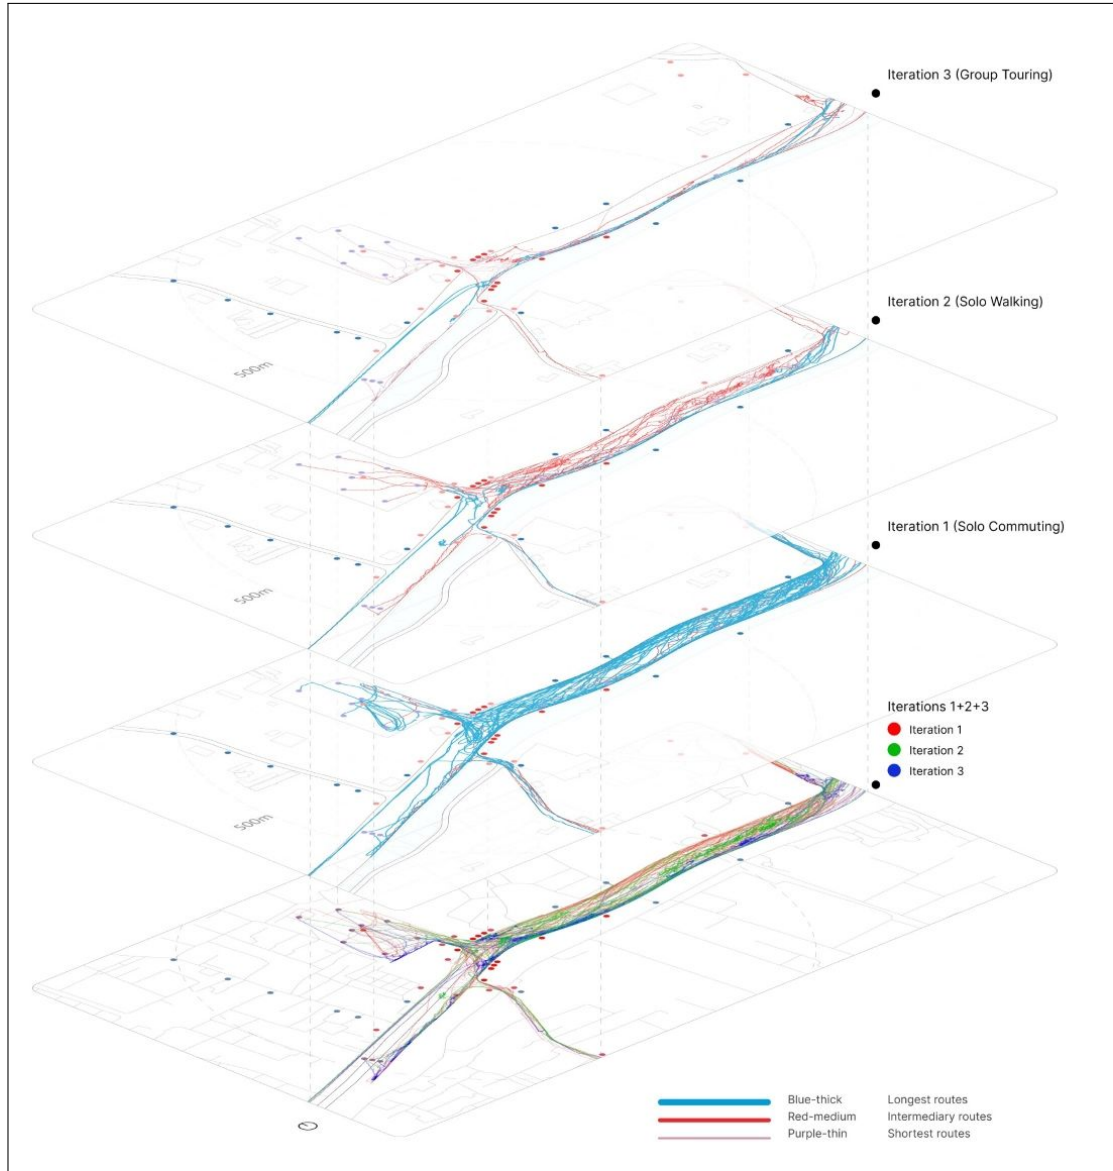 Iteration 3 (Group Touring)
Iteration 2 (Solo Walking)
500m
Iteration 1 (Solo Commuting)
500m
Iterations 1+2+3
Iteration 1
Iteration 2
Iteration 3
500m
Blue-thick Longest routes
Red-medium Intermediary routes
Purple-thin Shortest routes